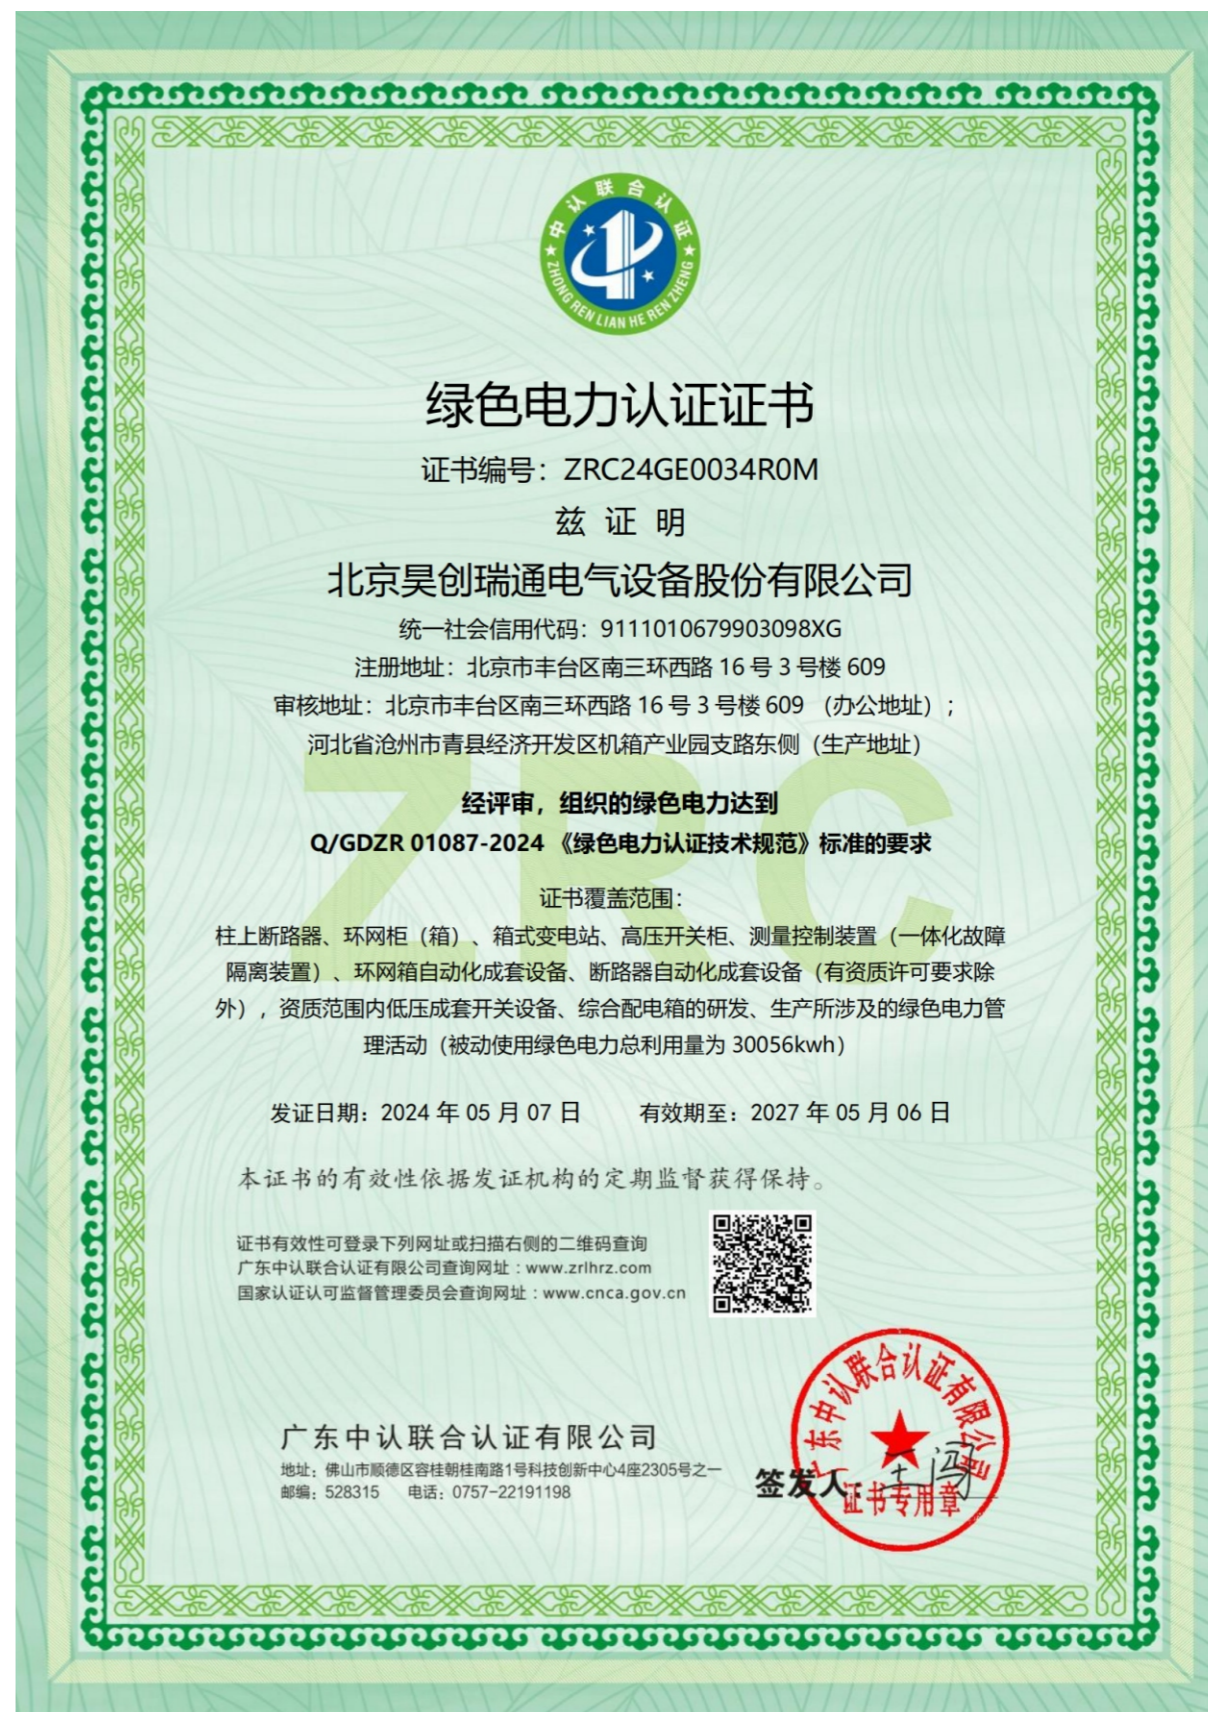 中认联合认证
ZHONG REN LIAN HE REN ZHENG
绿色电力认证证书
证书编号：ZRC24GE0034R0M
兹 证 明
北京昊创瑞通电气设备股份有限公司
统一社会信用代码：9111010679903098XG
注册地址：北京市丰台区南三环西路 16 号 3 号楼 609
审核地址：北京市丰台区南三环西路 16 号 3 号楼 609 （办公地址）;
河北省沧州市青县经济开发区机箱产业园支路东侧（生产地址）
ZRC
经评审，组织的绿色电力达到
Q/GDZR 01087-2024 《绿色电力认证技术规范》标准的要求
证书覆盖范围：
柱上断路器、环网柜（箱）、箱式变电站、高压开关柜、测量控制装置（一体化故障
隔离装置）、环网箱自动化成套设备、断路器自动化成套设备（有资质许可要求除
外），资质范围内低压成套开关设备、综合配电箱的研发、生产所涉及的绿色电力管
理活动（被动使用绿色电力总利用量为 30056kwh）
发证日期：2024 年 05 月 07 日 有效期至：2027 年 05 月 06 日
本证书的有效性依据发证机构的定期监督获得保持。
证书有效性可登录下列网址或扫描右侧的二维码查询
广东中认联合认证有限公司查询网址：www.zrlhrz.com
国家认证认可监督管理委员会查询网址：www.cnca.gov.cn
广东中认联合认证有限公司
地址：佛山市顺德区容桂朝桂南路1号科技创新中心4座2305号之一
邮编：528315 电话：0757-22191198
签发人：王闯
广东中认联合认证有限公司
证书专用章